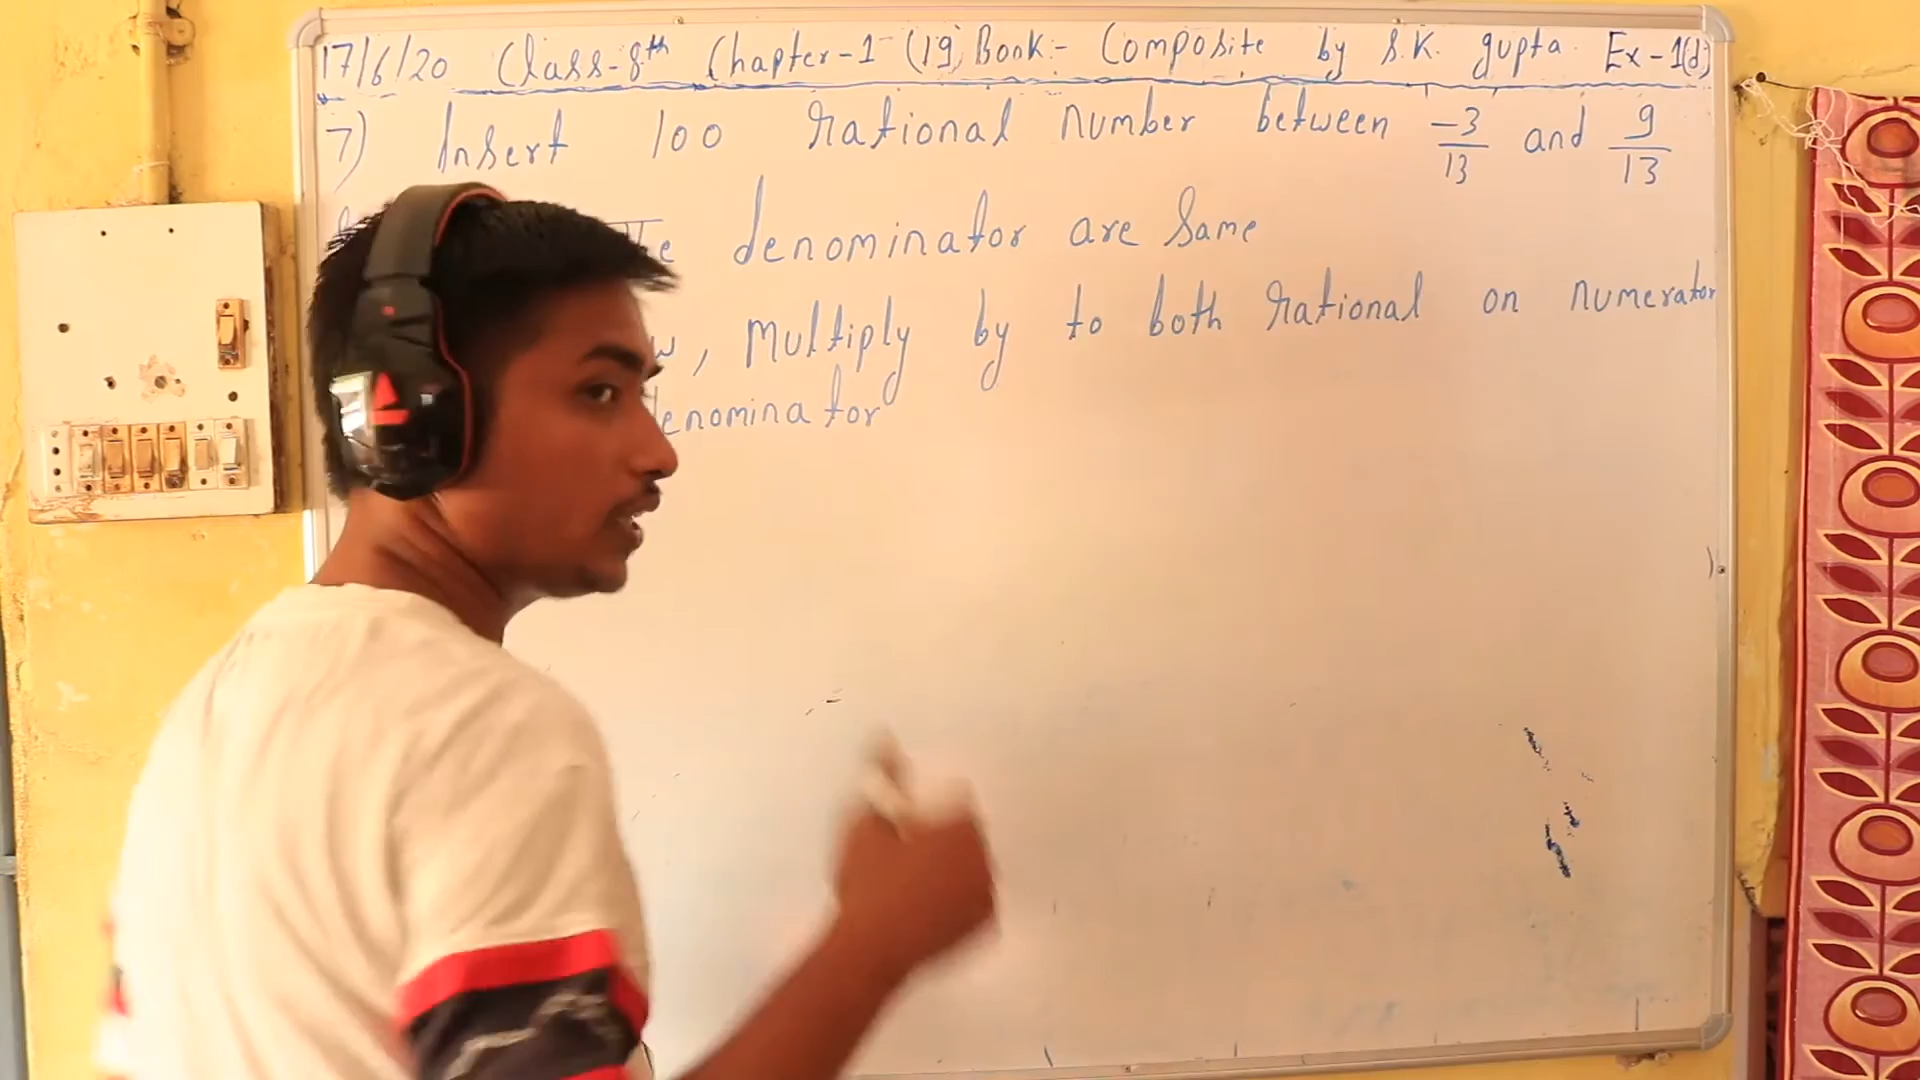 17/6/20 Class-8th Chapter-1 (19) Book:- Composite by S.K. gupta. Ex-1(d)
7) Insert 100 rational number between -3/13 and 9/13
denominator are same
, Multiply by to both rational on numerator
denominator